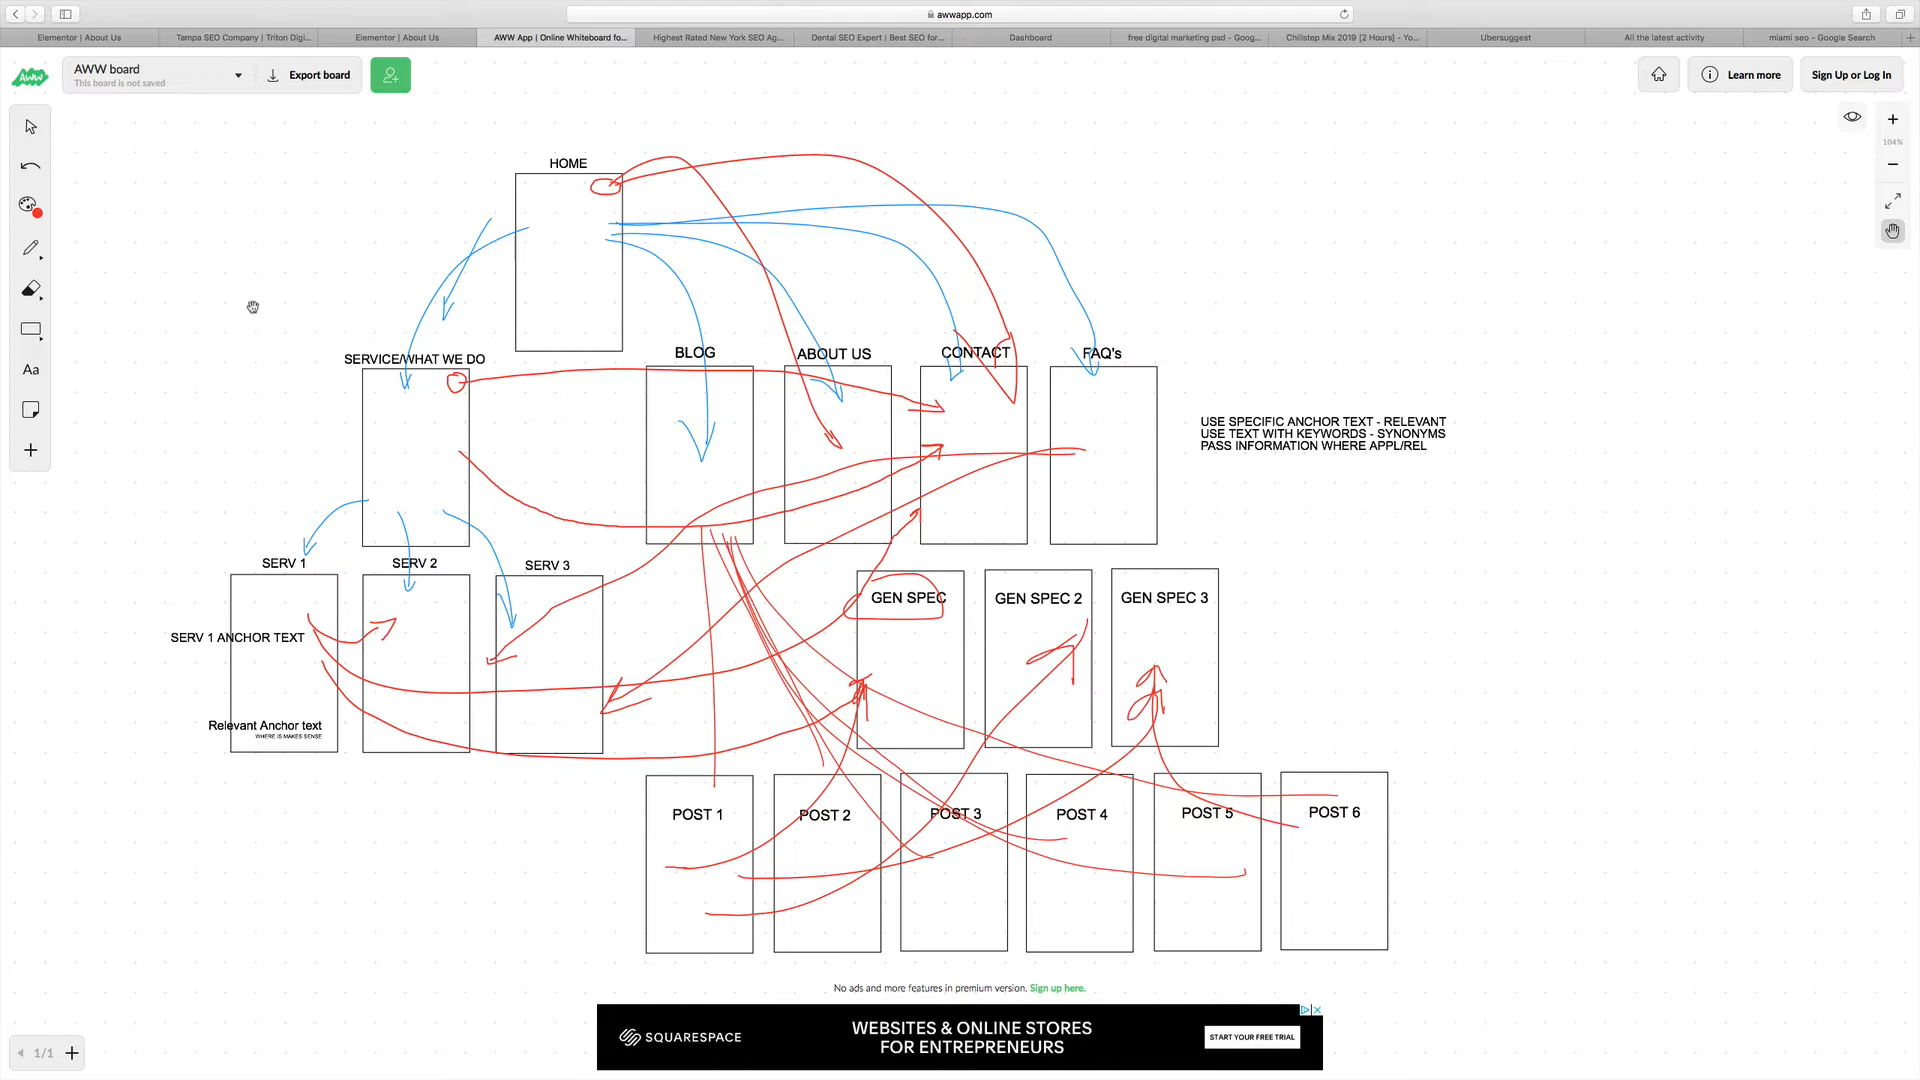 awwapp.com
Elementor | About Us
Tampa SEO Company | Triton Digi...
Elementor | About Us
AWW App | Online Whiteboard fo...
Highest Rated New York SEO Ag...
Dental SEO Expert | Best SEO for...
Dashboard
free digital marketing psd - Goog...
Chillstep Mix 2019 [2 Hours] - Yo...
Ubersuggest
All the latest activity
miami seo - Google Search
AWW
AWW board
This board is not saved
Export board
Learn more
Sign Up or Log In
104%
Aa
HOME
SERVICE/WHAT WE DO
BLOG
ABOUT US
CONTACT
FAQ's
USE SPECIFIC ANCHOR TEXT - RELEVANT
USE TEXT WITH KEYWORDS - SYNONYMS
PASS INFORMATION WHERE APPL/REL
SERV 1
SERV 2
SERV 3
GEN SPEC
GEN SPEC 2
GEN SPEC 3
SERV 1 ANCHOR TEXT
Relevant Anchor text
WHERE IS MAKES SENSE
POST 1
POST 2
POST 3
POST 4
POST 5
POST 6
No ads and more features in premium version. Sign up here.
SQUARESPACE
WEBSITES & ONLINE STORES
FOR ENTREPRENEURS
START YOUR FREE TRIAL
1/1